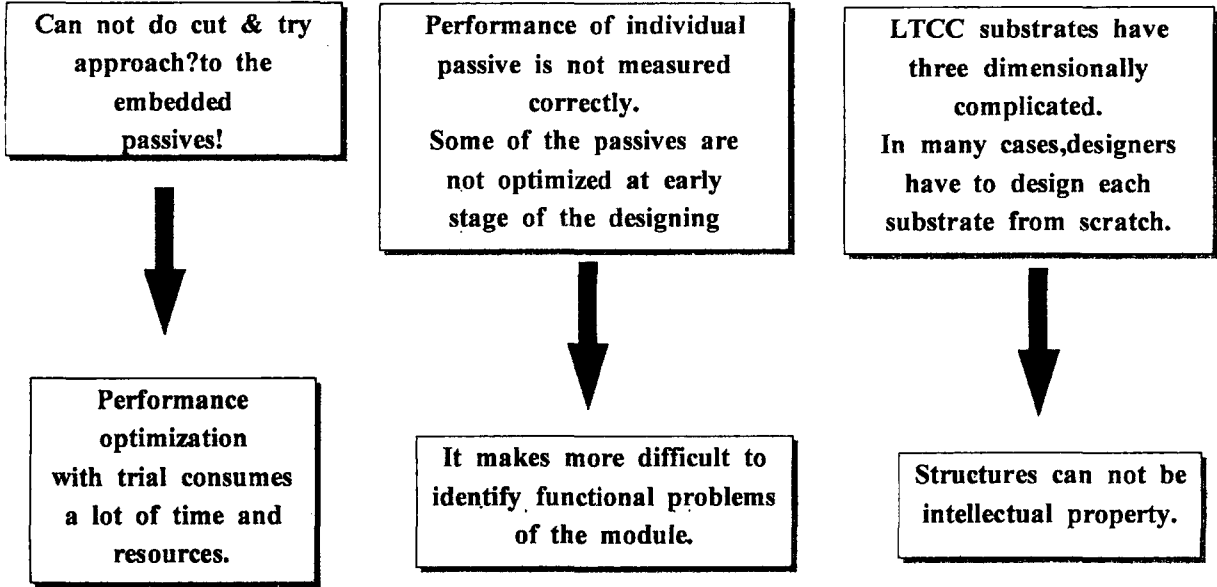 Can not do cut & try
approach?to the
embedded
passives!
Performance
optimization
with trial consumes
a lot of time and
resources.
Performance of individual
passive is not measured
correctly.
Some of the passives are
not optimized at early
stage of the designing
It makes more difficult to
identify functional problems
of the module.
LTCC substrates have
three dimensionally
complicated.
In many cases,designers
have to design each
substrate from scratch.
Structures can not be
intellectual property.